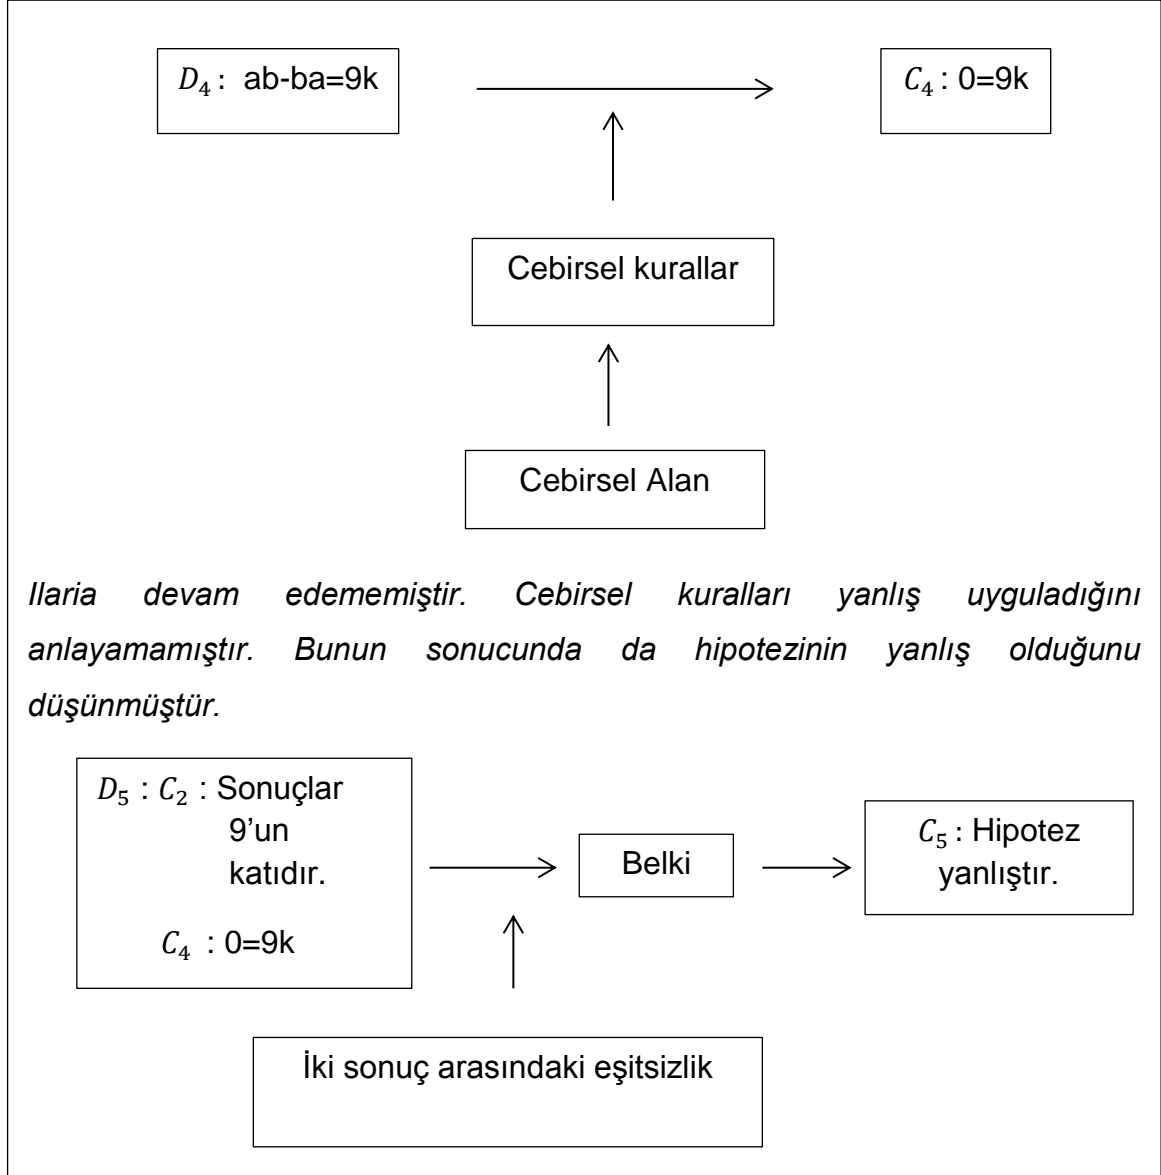 D₄ : ab-ba=9k
C₄ : 0=9k
Cebirsel kurallar
Cebirsel Alan
Ilaria devam edememiştir. Cebirsel kuralları yanlış uyguladığını
anlayamamıştır. Bunun sonucunda da hipotezinin yanlış olduğunu
düşünmüştür.
D₅ : C₂ : Sonuçlar
9’un
katıdır.
C₄ : 0=9k
Belki
C₅ : Hipotez
yanlıştır.
İki sonuç arasındaki eşitsizlik